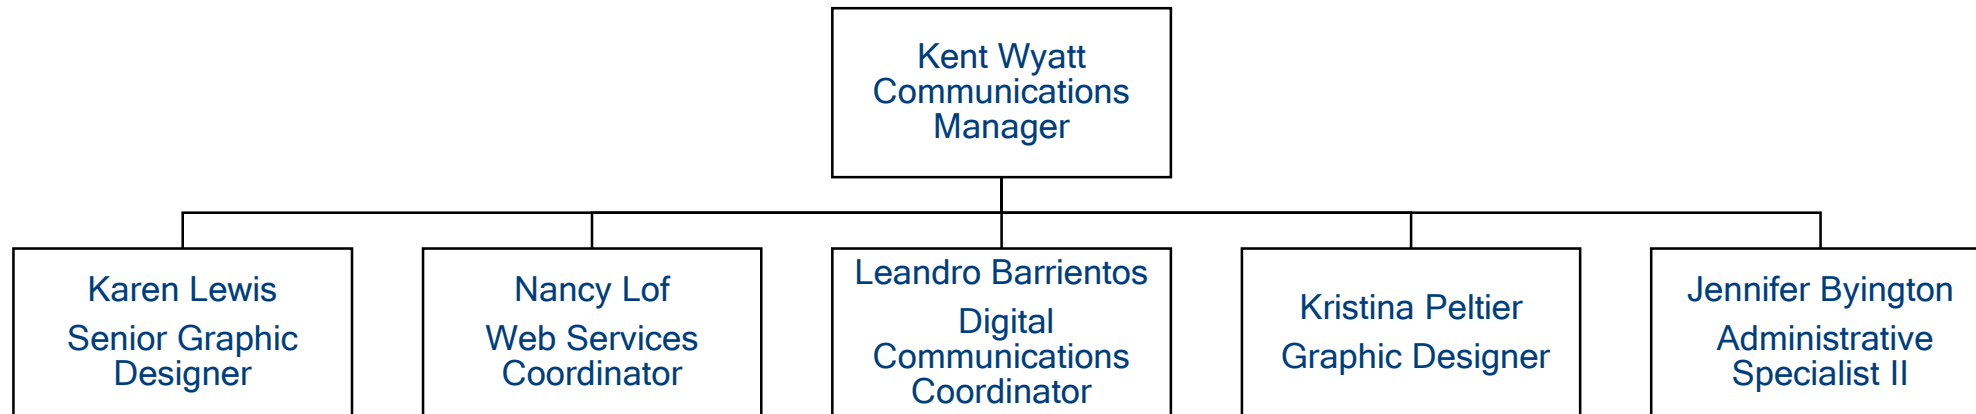 Kent Wyatt
Communications
Manager
Karen Lewis
Senior Graphic
Designer
Nancy Lof
Web Services
Coordinator
Leandro Barrientos
Digital
Communications
Coordinator
Kristina Peltier
Graphic Designer
Jennifer Byington
Administrative
Specialist II